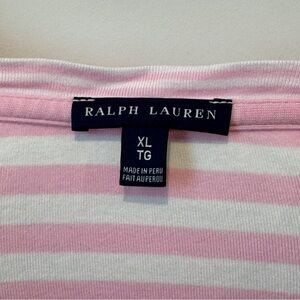 RALPH LAUREN
XL
TG
MADE IN PERU
FAIT AU PEROU